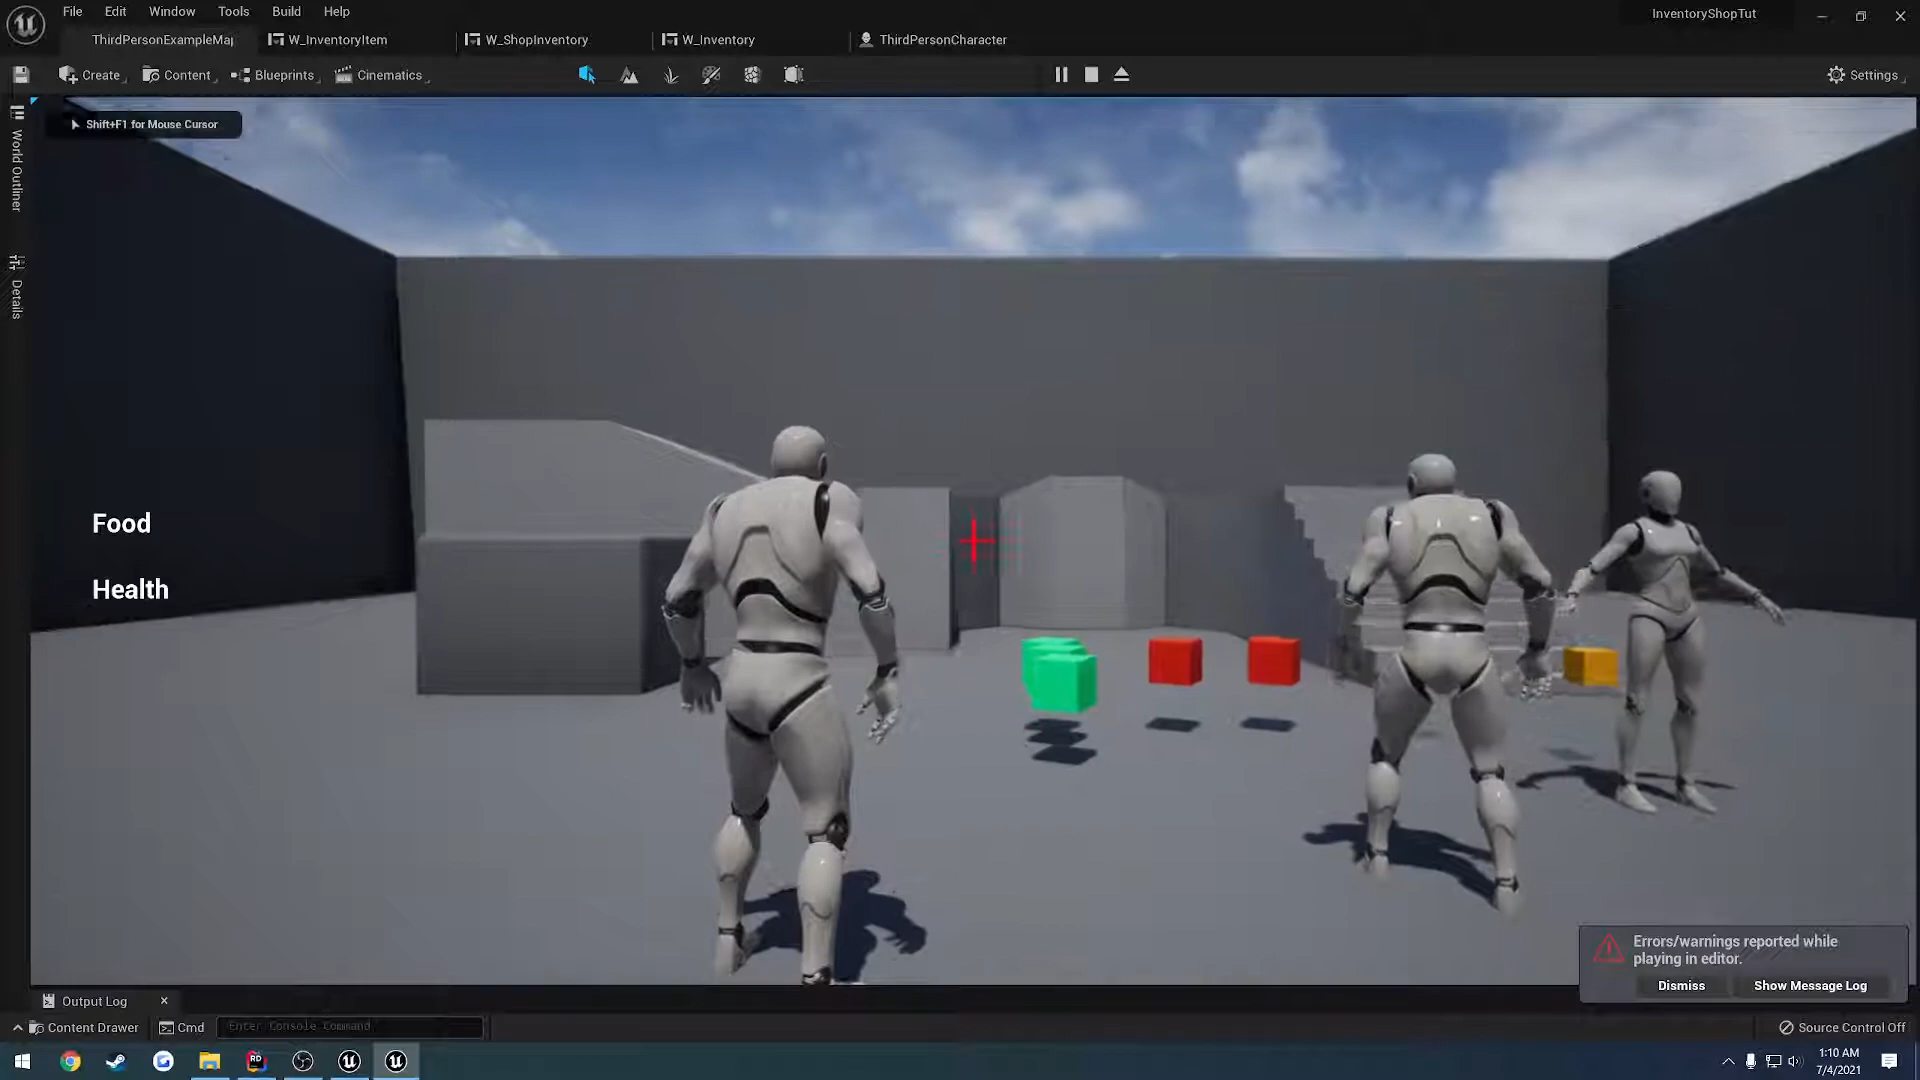 File Edit Window Tools Build Help
InventoryShopTut
ThirdPersonExampleMap
W_InventoryItem
W_ShopInventory
W_Inventory
ThirdPersonCharacter
Create
Content
Blueprints
Cinematics
Settings
Shift+F1 for Mouse Cursor
World Outliner
Details
Food
Health
Errors/warnings reported while
playing in editor.
Dismiss
Show Message Log
Output Log
Content Drawer
Cmd
Enter Console Command
Source Control Off
RD
1:10 AM
7/4/2021